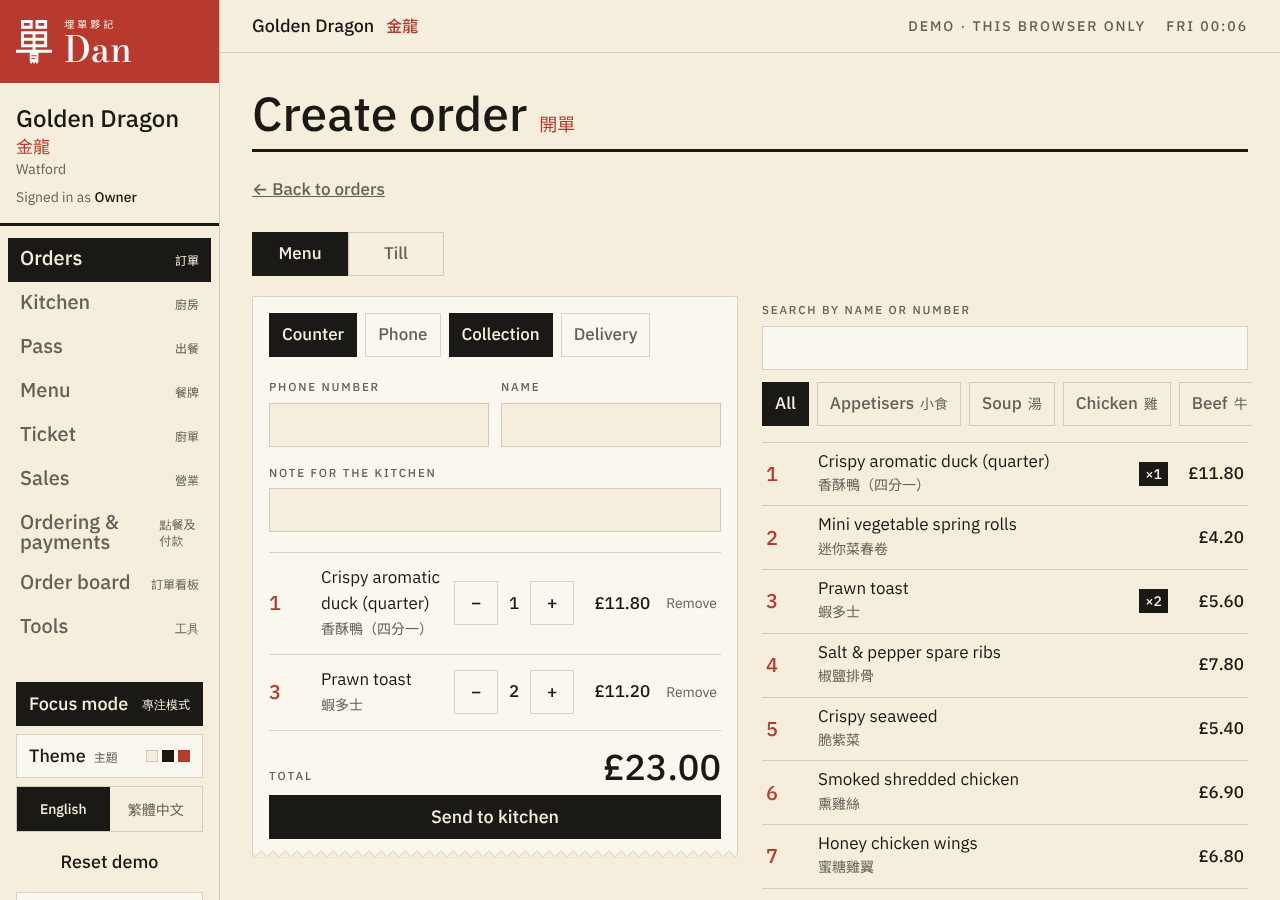 單
埋單夥記
Dan
Golden Dragon
金龍
Watford
Signed in as Owner
Orders 訂單
Kitchen 廚房
Pass 出餐
Menu 餐牌
Ticket 廚單
Sales 營業
Ordering & payments 點餐及付款
Order board 訂單看板
Tools 工具
Focus mode 專注模式
Theme 主題
English 繁體中文
Reset demo
Golden Dragon 金龍
DEMO · THIS BROWSER ONLY FRI 00:06
Create order 開單
← Back to orders
Menu Till
Counter Phone Collection Delivery
PHONE NUMBER NAME
NOTE FOR THE KITCHEN
1 Crispy aromatic duck (quarter) − 1 + £11.80 Remove
香酥鴨（四分一）
3 Prawn toast − 2 + £11.20 Remove
蝦多士
TOTAL £23.00
Send to kitchen
SEARCH BY NAME OR NUMBER
All Appetisers 小食 Soup 湯 Chicken 雞 Beef 牛
1 Crispy aromatic duck (quarter) ×1 £11.80
香酥鴨（四分一）
2 Mini vegetable spring rolls £4.20
迷你菜春卷
3 Prawn toast ×2 £5.60
蝦多士
4 Salt & pepper spare ribs £7.80
椒鹽排骨
5 Crispy seaweed £5.40
脆紫菜
6 Smoked shredded chicken £6.90
熏雞絲
7 Honey chicken wings £6.80
蜜糖雞翼